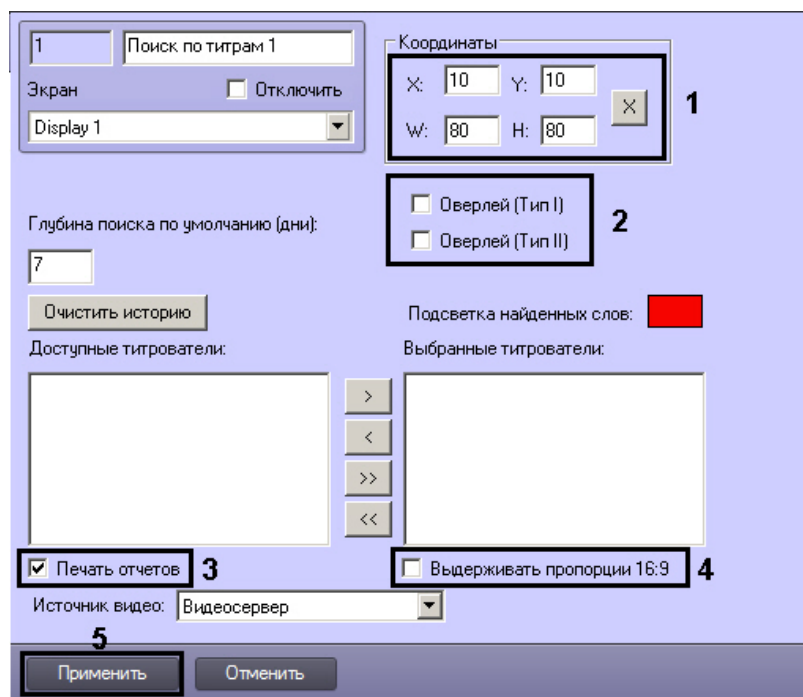 1 Поиск по титрам 1
Экран Отключить
Display 1
Координаты
X: 10 Y: 10
X
W: 80 H: 80
1
Оверлей (Тип I)
Оверлей (Тип II)
2
Глубина поиска по умолчанию (дни):
7
Очистить историю
Подсветка найденных слов:
Доступные титрователи:
Выбранные титрователи:
>
<
>>
<<
Печать отчетов 3
Выдерживать пропорции 16:9 4
Источник видео: Видеосервер
5
Применить Отменить